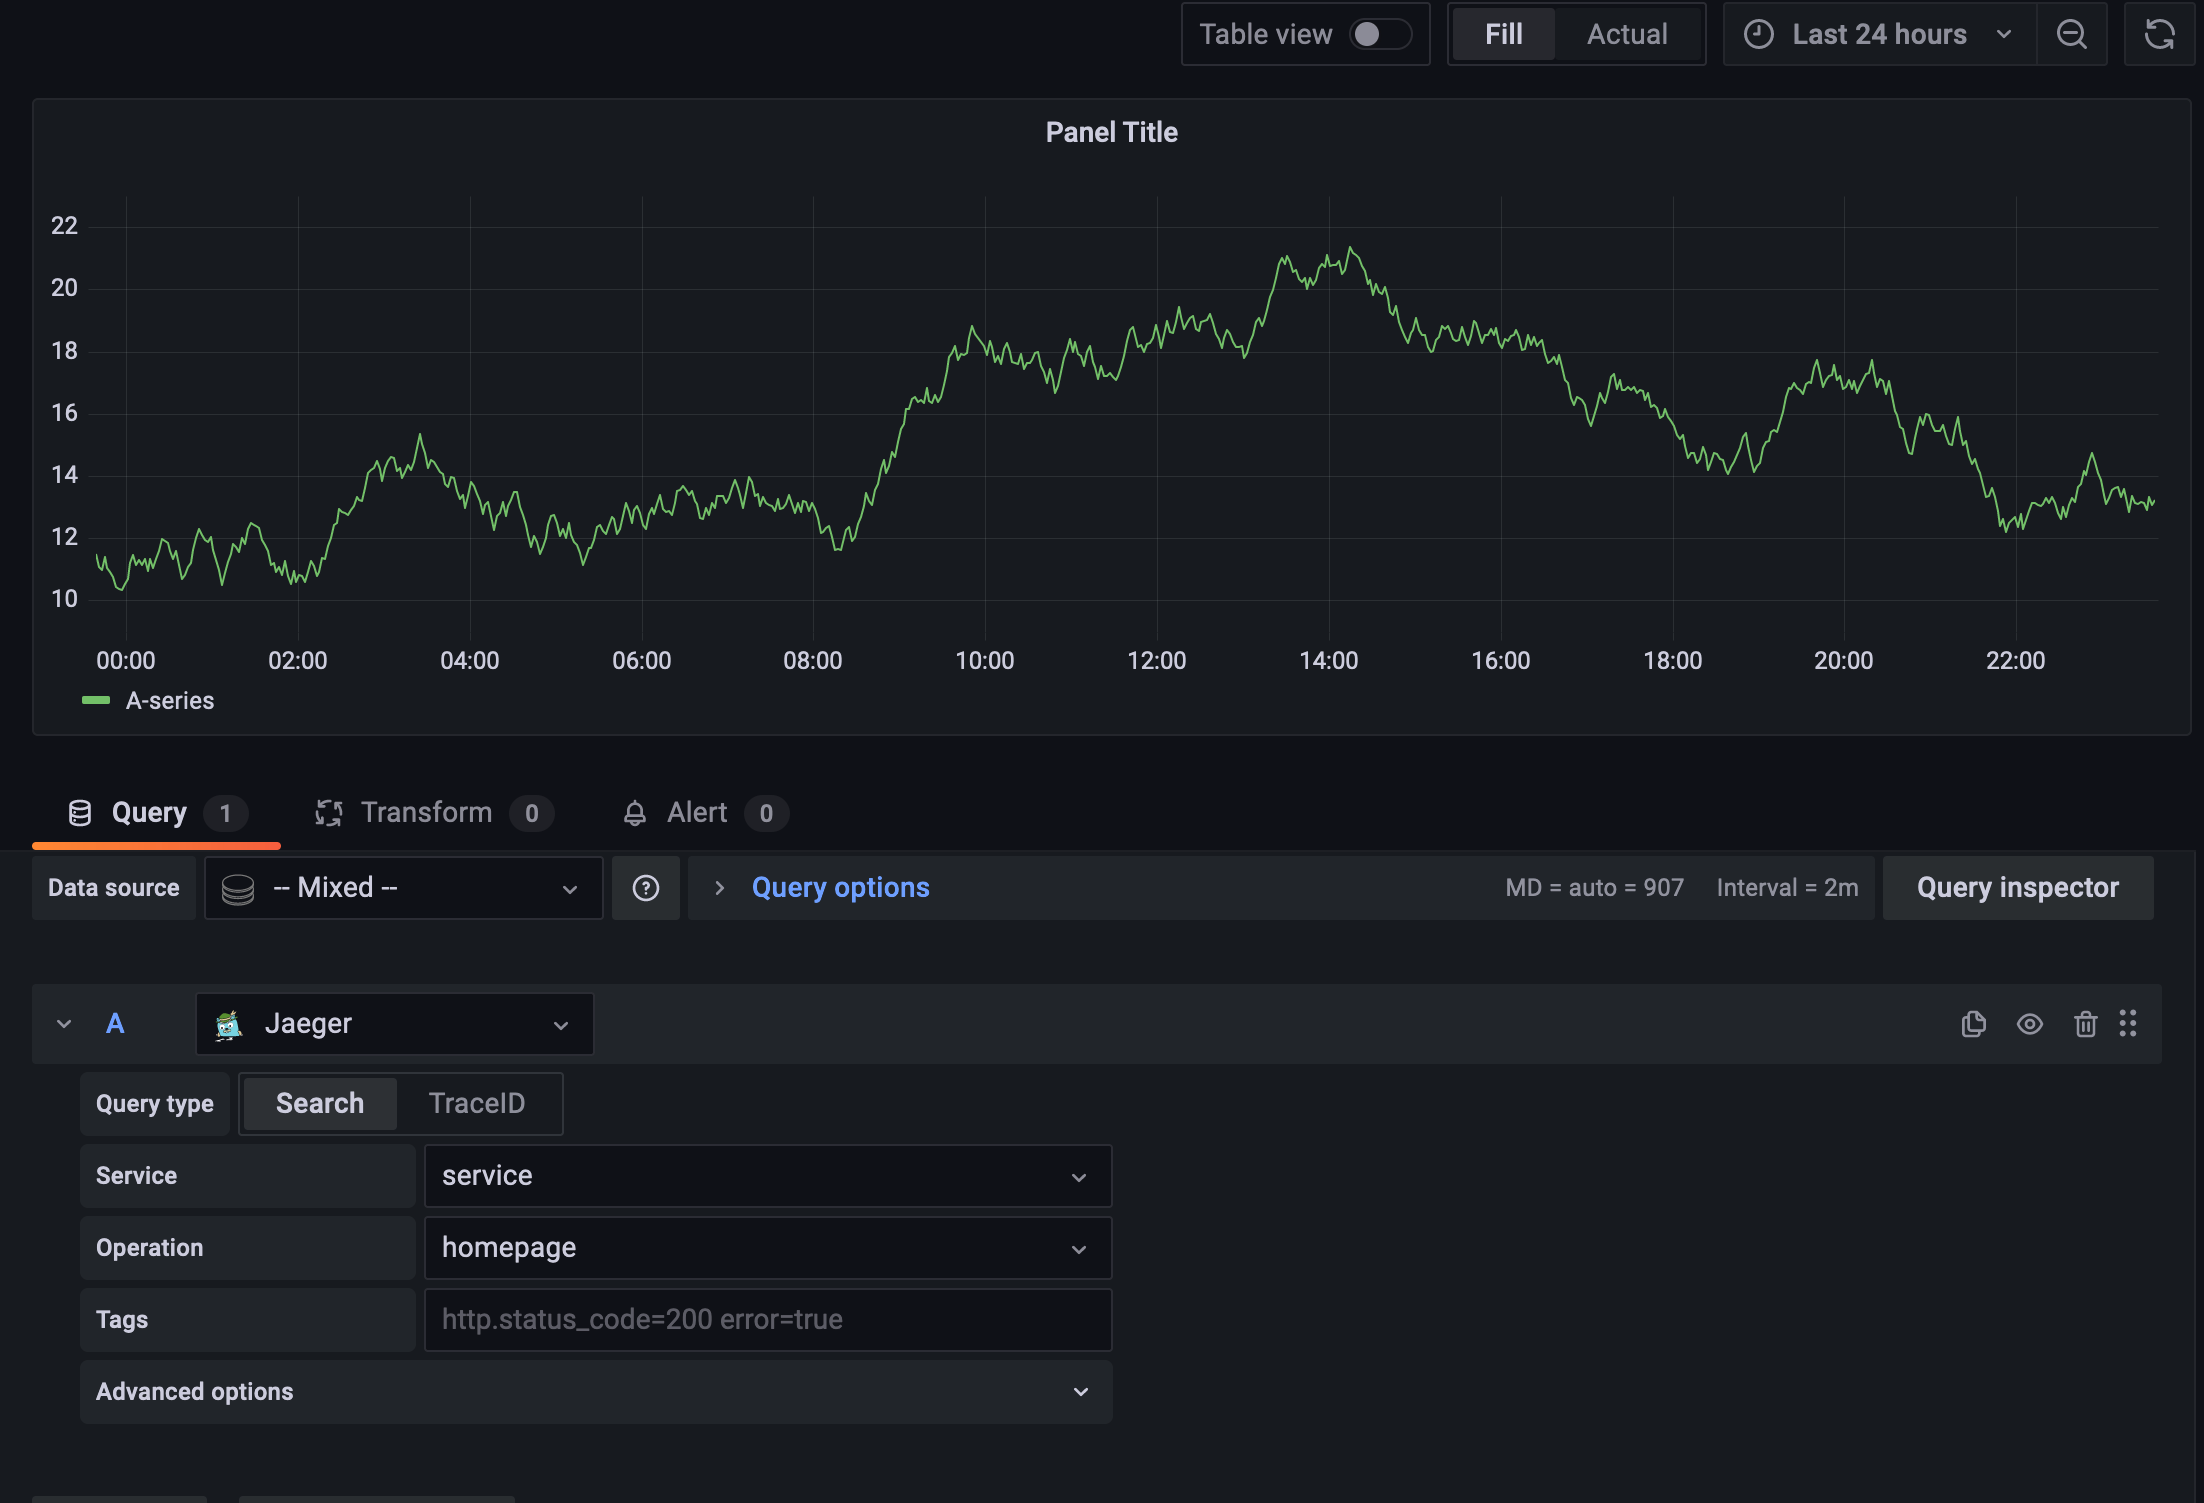 Table view Fill Actual Last 24 hours
Panel Title
22
20
18
16
14
12
10
00:00 02:00 04:00 06:00 08:00 10:00 12:00 14:00 16:00 18:00 20:00 22:00
A-series
Query 1 Transform 0 Alert 0
Data source -- Mixed -- Query options MD = auto = 907 Interval = 2m Query inspector
A Jaeger
Query type Search TraceID
Service service
Operation homepage
Tags http.status_code=200 error=true
Advanced options